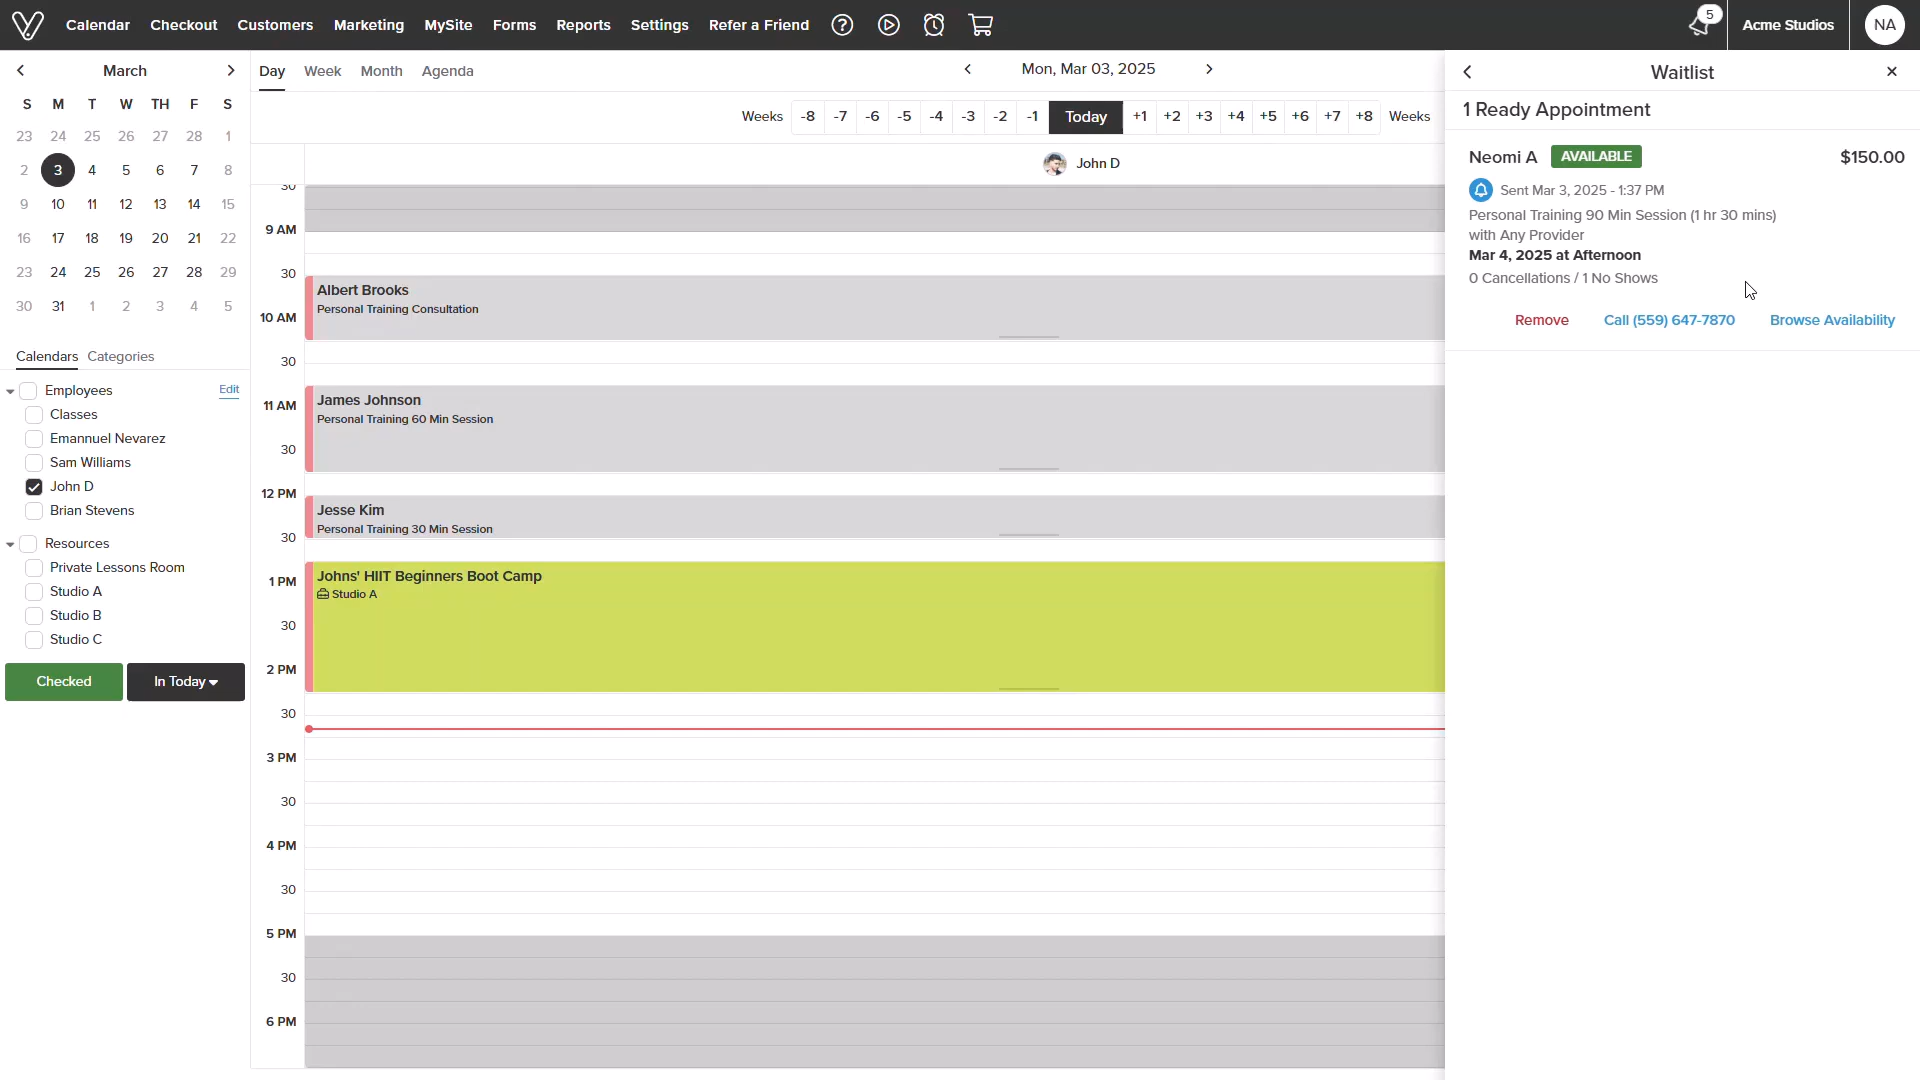 Calendar Checkout Customers Marketing MySite Forms Reports Settings Refer a Friend 5 Acme Studios NA
March
S M T W TH F S
23 24 25 26 27 28 1
2 3 4 5 6 7 8
9 10 11 12 13 14 15
16 17 18 19 20 21 22
23 24 25 26 27 28 29
30 31 1 2 3 4 5
Calendars Categories
Employees Edit
Classes
Emannuel Nevarez
Sam Williams
John D
Brian Stevens
Resources
Private Lessons Room
Studio A
Studio B
Studio C
Checked In Today
Day Week Month Agenda
Mon, Mar 03, 2025
Weeks -8 -7 -6 -5 -4 -3 -2 -1 Today +1 +2 +3 +4 +5 +6 +7 +8 Weeks
John D
30
9 AM
30
Albert Brooks
Personal Training Consultation
10 AM
30
James Johnson
11 AM
Personal Training 60 Min Session
30
12 PM
Jesse Kim
Personal Training 30 Min Session
30
1 PM
Johns' HIIT Beginners Boot Camp
Studio A
30
2 PM
30
3 PM
30
4 PM
30
5 PM
30
6 PM
Waitlist
1 Ready Appointment
Neomi A AVAILABLE $150.00
Sent Mar 3, 2025 - 1:37 PM
Personal Training 90 Min Session (1 hr 30 mins)
with Any Provider
Mar 4, 2025 at Afternoon
0 Cancellations / 1 No Shows
Remove Call (559) 647-7870 Browse Availability